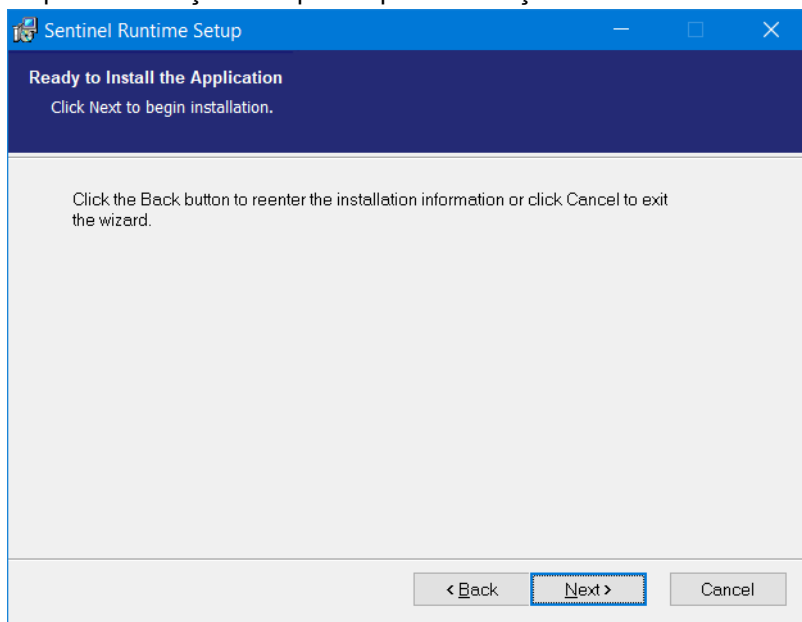 Sentinel Runtime Setup
Ready to Install the Application
Click Next to begin installation.
Click the Back button to reenter the installation information or click Cancel to exit
the wizard.
< Back Next > Cancel